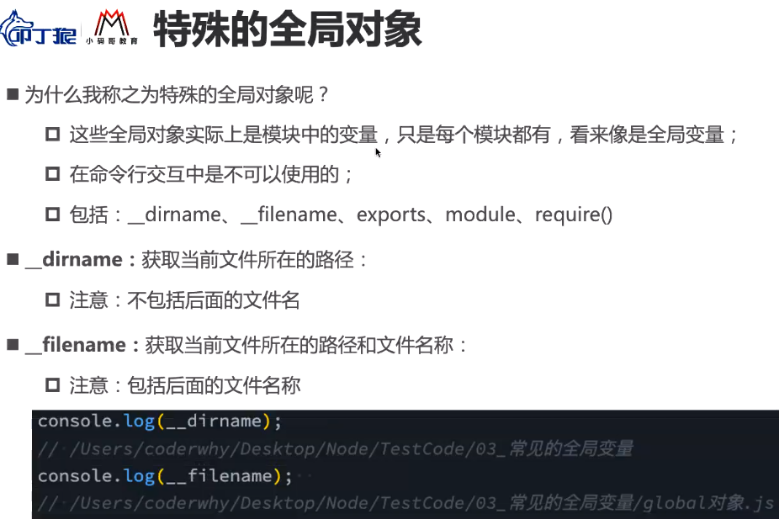 叩丁狼
小码哥教育
特殊的全局对象
为什么我称之为特殊的全局对象呢？
这些全局对象实际上是模块中的变量，只是每个模块都有，看来像是全局变量；
在命令行交互中是不可以使用的；
包括：__dirname、__filename、exports、module、require()
__dirname：获取当前文件所在的路径：
注意：不包括后面的文件名
__filename：获取当前文件所在的路径和文件名称：
注意：包括后面的文件名称
console.log(__dirname);
// /Users/coderwhy/Desktop/Node/TestCode/03_常见的全局变量
console.log(__filename);
// /Users/coderwhy/Desktop/Node/TestCode/03_常见的全局变量/global对象.js